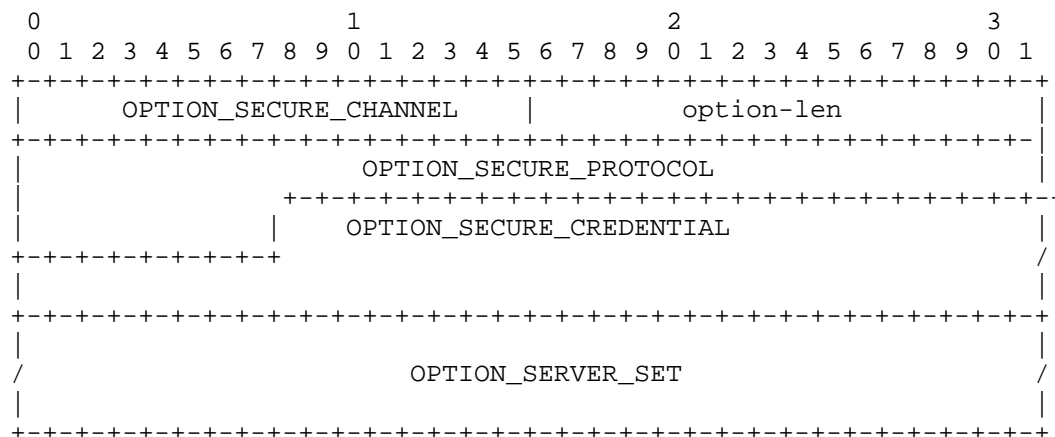 0                   1                   2                   3
0 1 2 3 4 5 6 7 8 9 0 1 2 3 4 5 6 7 8 9 0 1 2 3 4 5 6 7 8 9 0 1
+-+-+-+-+-+-+-+-+-+-+-+-+-+-+-+-+-+-+-+-+-+-+-+-+-+-+-+-+-+-+-+-+
|       OPTION_SECURE_CHANNEL    |         option-len            |
+-+-+-+-+-+-+-+-+-+-+-+-+-+-+-+-+-+-+-+-+-+-+-+-+-+-+-+-+-+-+-+-|
|                     OPTION_SECURE_PROTOCOL                     |
|                +-+-+-+-+-+-+-+-+-+-+-+-+-+-+-+-+-+-+-+-+-+-+-+--
|                |    OPTION_SECURE_CREDENTIAL                   |
+-+-+-+-+-+-+-+-+                                                /
|                                                                |
+-+-+-+-+-+-+-+-+-+-+-+-+-+-+-+-+-+-+-+-+-+-+-+-+-+-+-+-+-+-+-+-+
|                                                                |
/                        OPTION_SERVER_SET                       /
|                                                                |
+-+-+-+-+-+-+-+-+-+-+-+-+-+-+-+-+-+-+-+-+-+-+-+-+-+-+-+-+-+-+-+-+